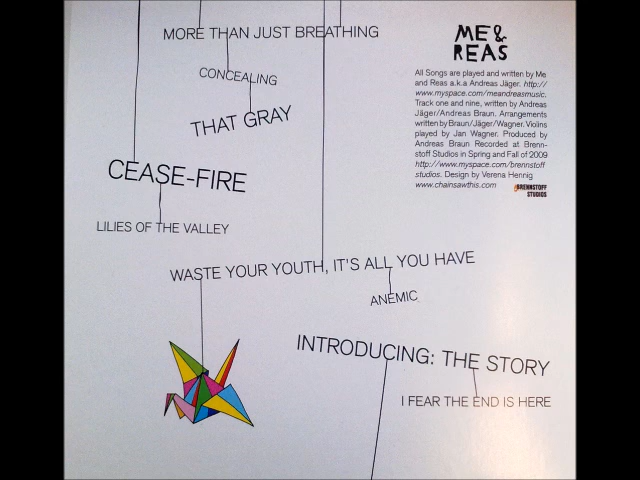 MORE THAN JUST BREATHING
CONCEALING
THAT GRAY
CEASE-FIRE
LILIES OF THE VALLEY
WASTE YOUR YOUTH, IT'S ALL YOU HAVE
ANEMIC
INTRODUCING: THE STORY
I FEAR THE END IS HERE
ME &
REAS
All Songs are played and written by Me
and Reas a.k.a Andreas Jäger. http://
www.myspace.com/meandreasmusic.
Track one and nine, written by Andreas
Jäger/Andreas Braun. Arrangements
written by Braun/Jäger/Wagner. Violins
played by Jan Wagner. Produced by
Andreas Braun Recorded at Brenn-
stoff Studios in Spring and Fall of 2009
http://www.myspace.com/brennstoff
studios. Design by Verena Hennig
www.chainsawthis.com
BRENNSTOFF
STUDIOS